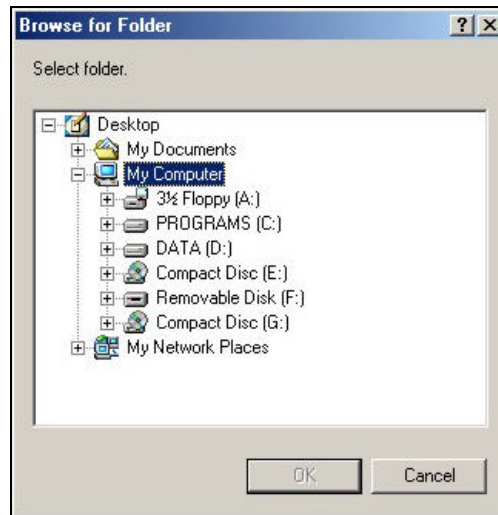 Browse for Folder
Select folder.
Desktop
My Documents
My Computer
3½ Floppy (A:)
PROGRAMS (C:)
DATA (D:)
Compact Disc (E:)
Removable Disk (F:)
Compact Disc (G:)
My Network Places
OK Cancel